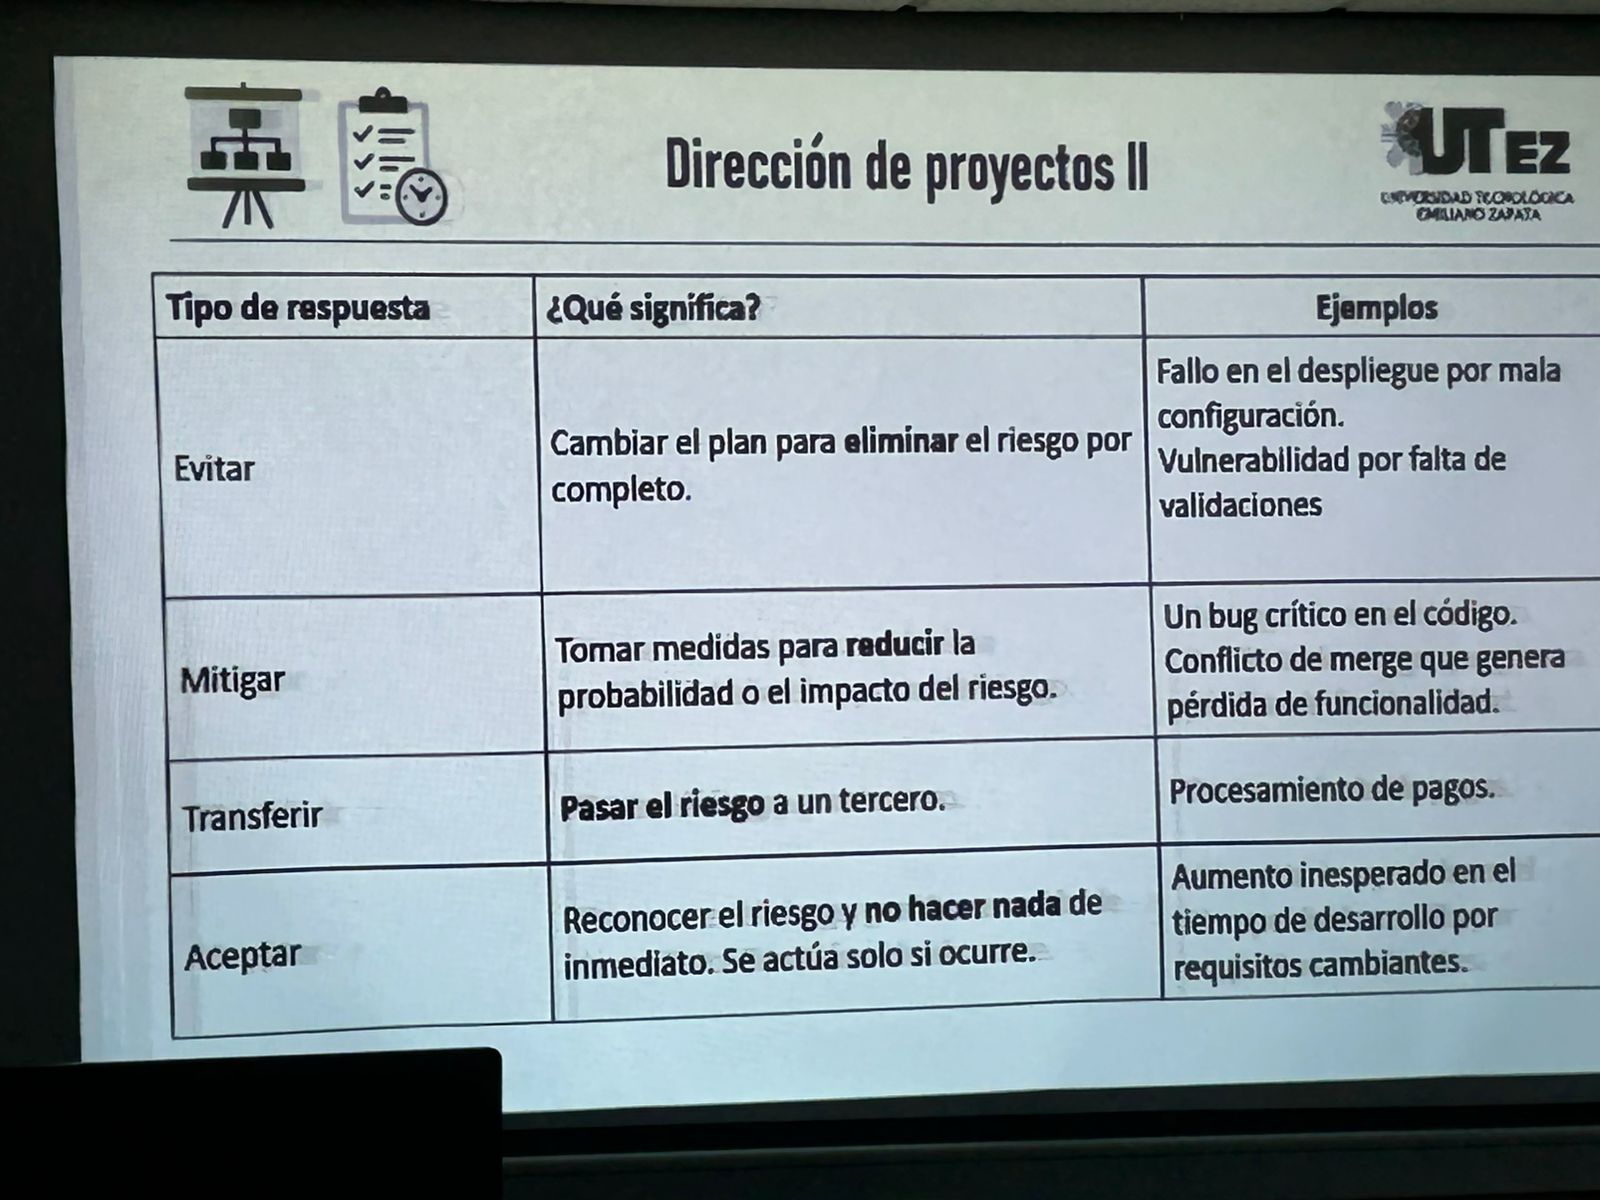 Dirección de proyectos II
UTEZ
UNIVERSIDAD TECNOLÓGICA
EMILIANO ZAPATA
Tipo de respuesta
¿Qué significa?
Ejemplos
Evitar
Cambiar el plan para eliminar el riesgo por
completo.
Fallo en el despliegue por mala
configuración.
Vulnerabilidad por falta de
validaciones
Mitigar
Tomar medidas para reducir la
probabilidad o el impacto del riesgo.
Un bug crítico en el código.
Conflicto de merge que genera
pérdida de funcionalidad.
Transferir
Pasar el riesgo a un tercero.
Procesamiento de pagos.
Aceptar
Reconocer el riesgo y no hacer nada de
inmediato. Se actúa solo si ocurre.
Aumento inesperado en el
tiempo de desarrollo por
requisitos cambiantes.